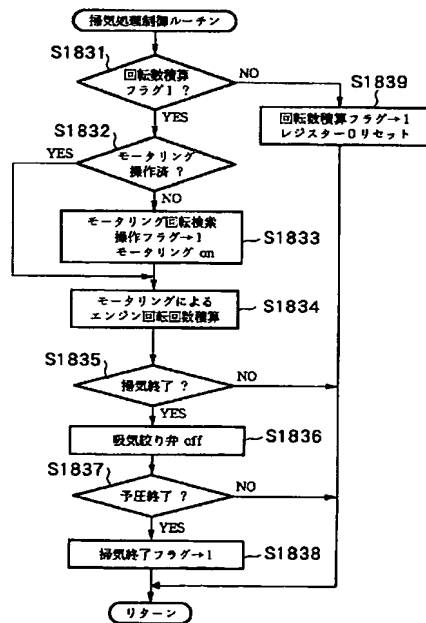 掃気処理制御ルーチン
S1831
回転数積算
フラグ1 ?
NO
S1839
YES
回転数積算フラグ→1
レジスター0リセット
S1832
YES
モータリング
操作済 ?
NO
モータリング回転検索
操作フラグ→1
モータリング on
S1833
モータリングによる
エンジン回転回数積算
S1834
S1835
掃気終了 ?
NO
YES
吸気絞り弁 off
S1836
S1837
予圧終了 ?
NO
YES
掃気終了フラグ→1
S1838
リターン